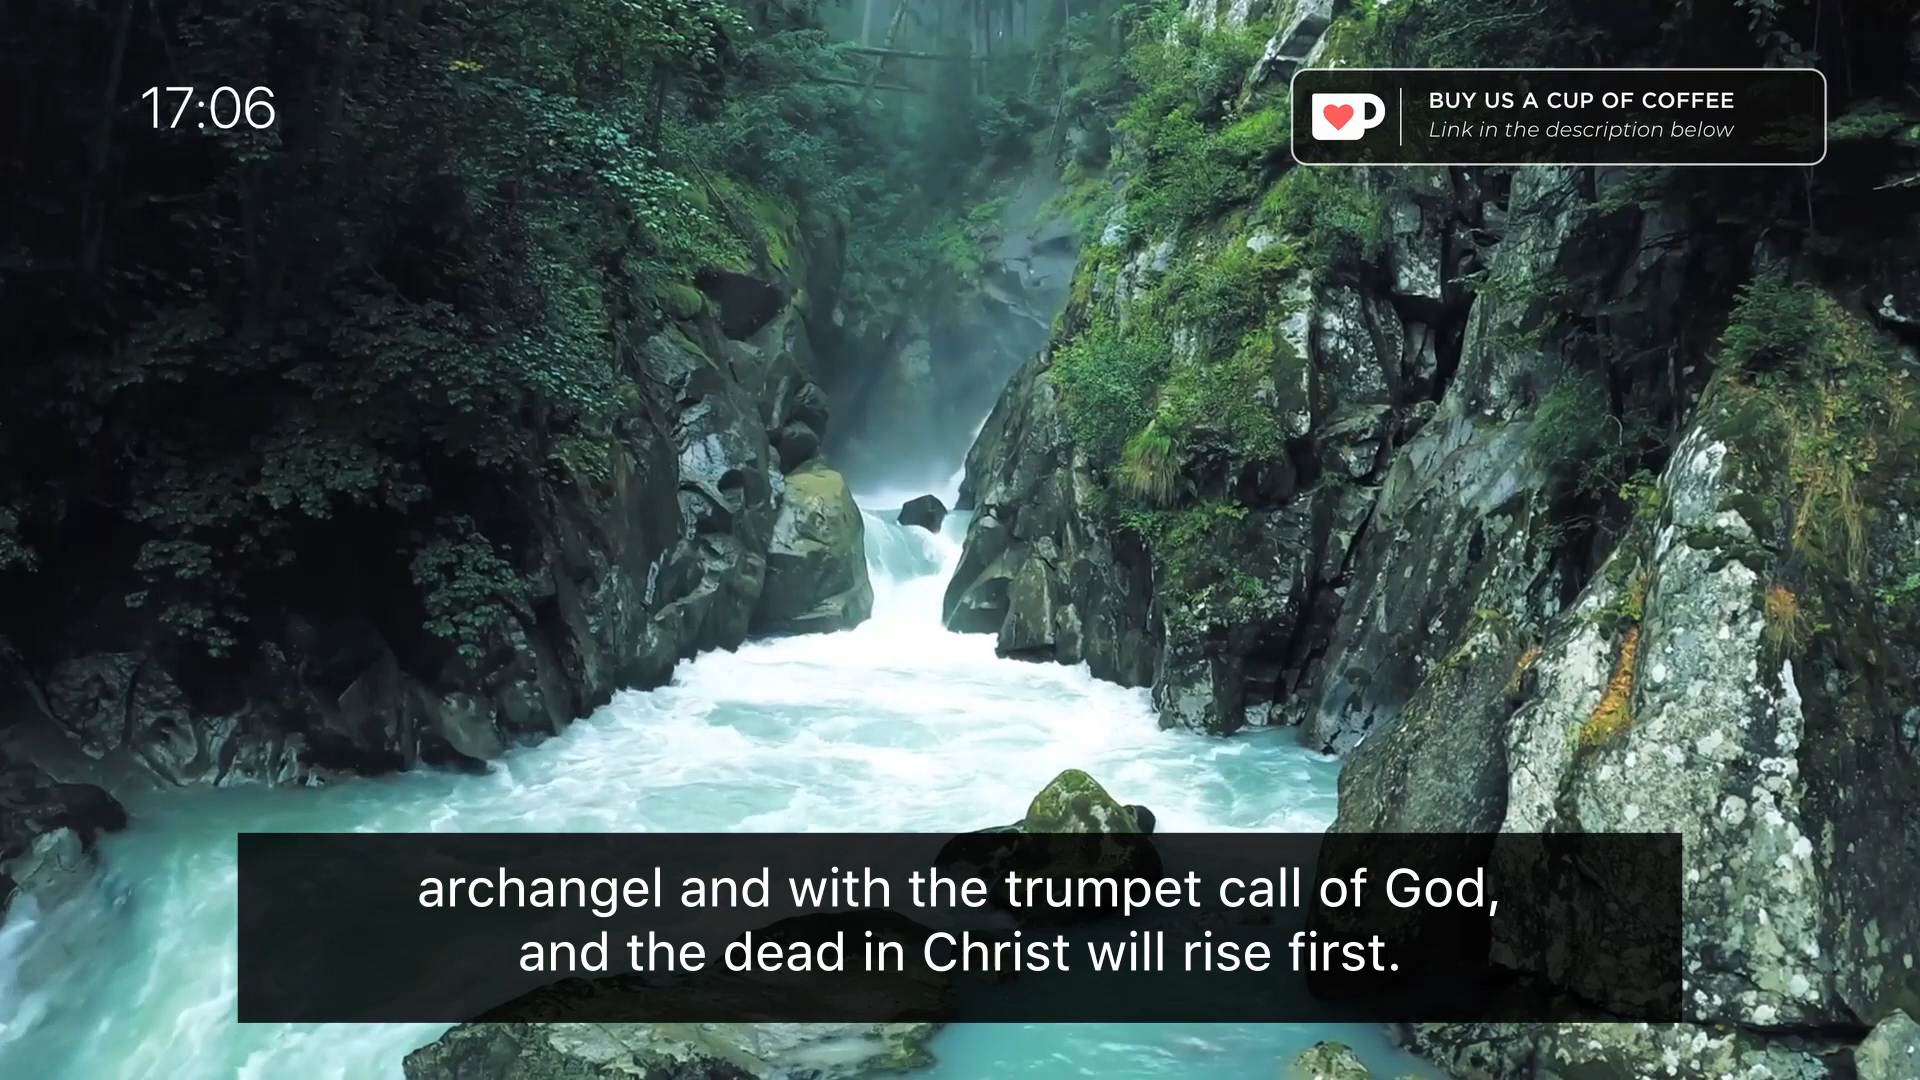 17:06
BUY US A CUP OF COFFEE
Link in the description below
archangel and with the trumpet call of God,
and the dead in Christ will rise first.